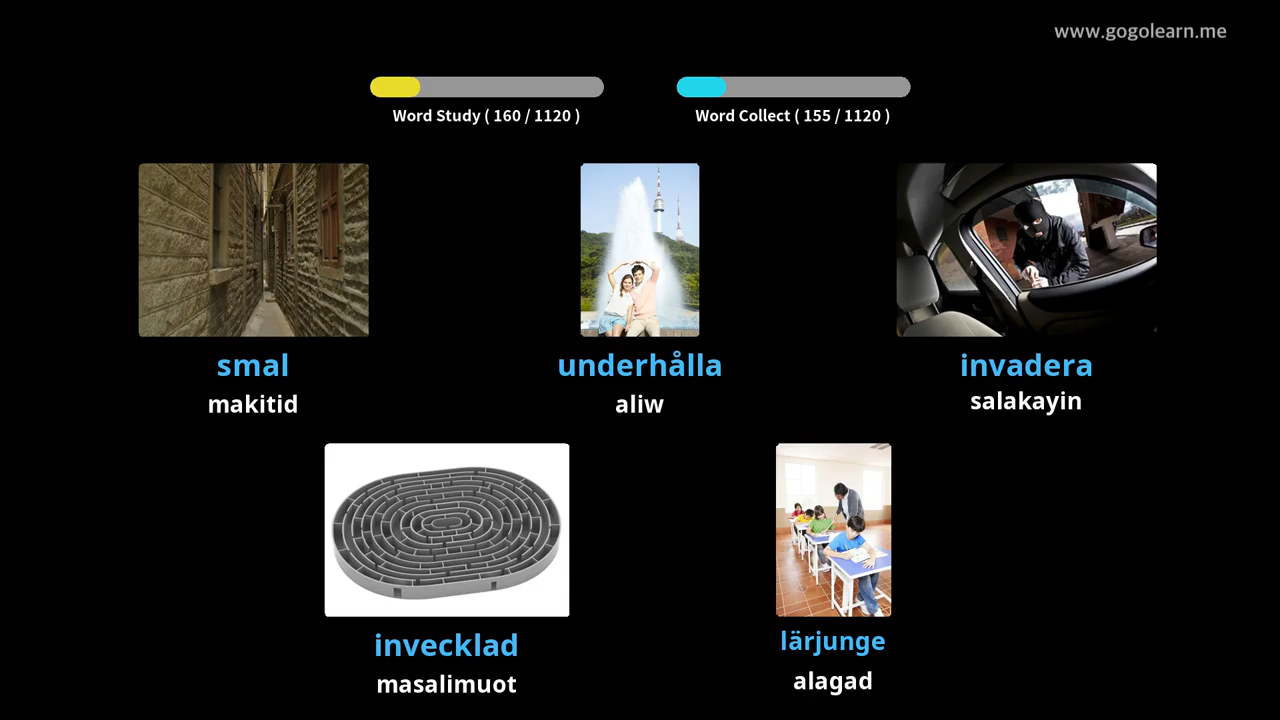 www.gogolearn.me
Word Study ( 160 / 1120 )
Word Collect ( 155 / 1120 )
smal
makitid
underhålla
aliw
invadera
salakayin
invecklad
masalimuot
lärjunge
alagad